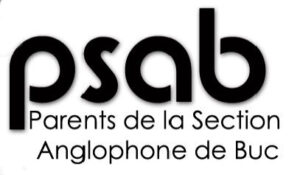 psab
Parents de la Section
Anglophone de Buc